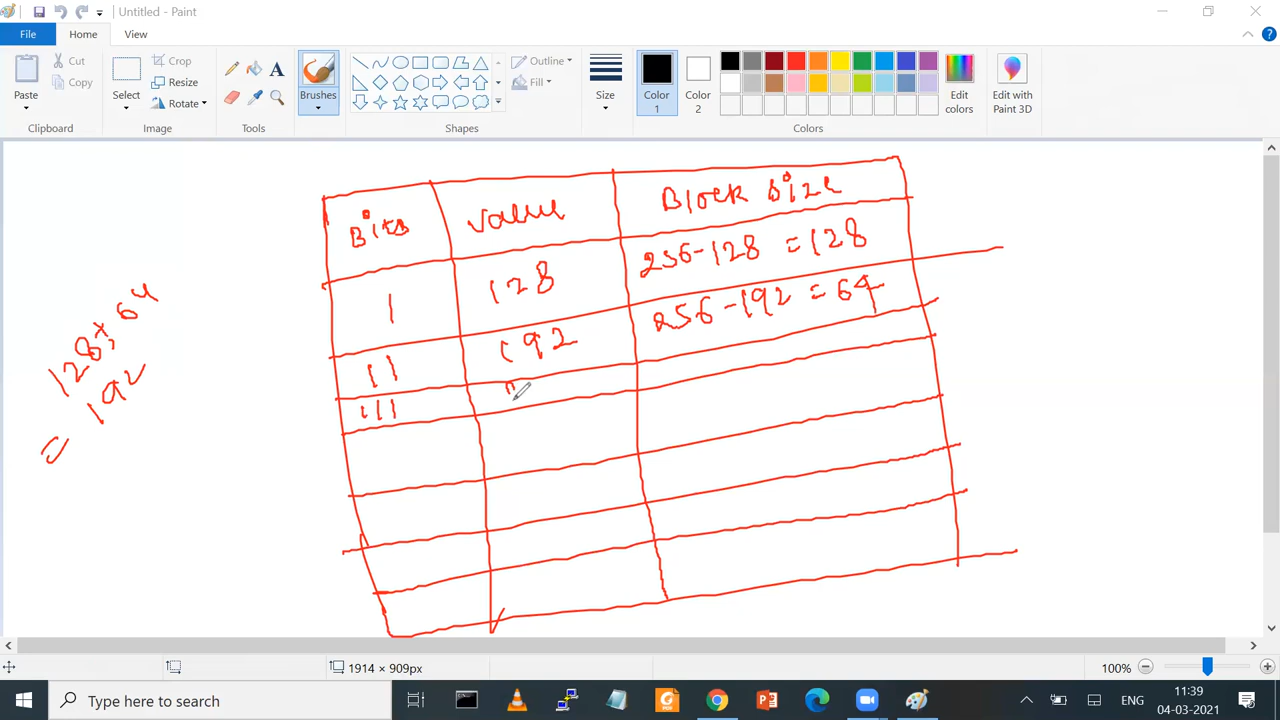 Untitled - Paint
File Home View
Paste
Cut
Copy
Clipboard
Select
Crop
Resize
Rotate
Image
Tools
Brushes
Shapes
Outline
Fill
Size
Color 1
Color 2
Edit colors
Colors
Edit with Paint 3D
Bits value Block Size
1 128 256-128 = 128
11 192 256-192 = 64
111
128+64
= 192
1914 × 909px
100%
Type here to search
ENG
11:39
04-03-2021